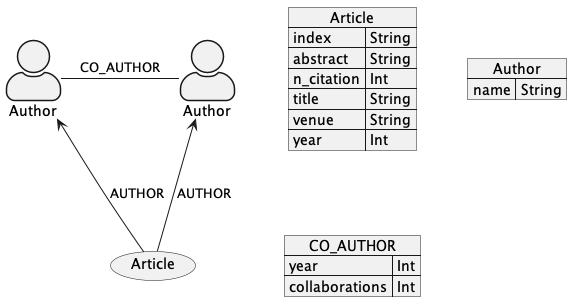 CO_AUTHOR
Author
Author
AUTHOR
AUTHOR
Article
Article
index String
abstract String
n_citation Int
title String
venue String
year Int
Author
name String
CO_AUTHOR
year Int
collaborations Int